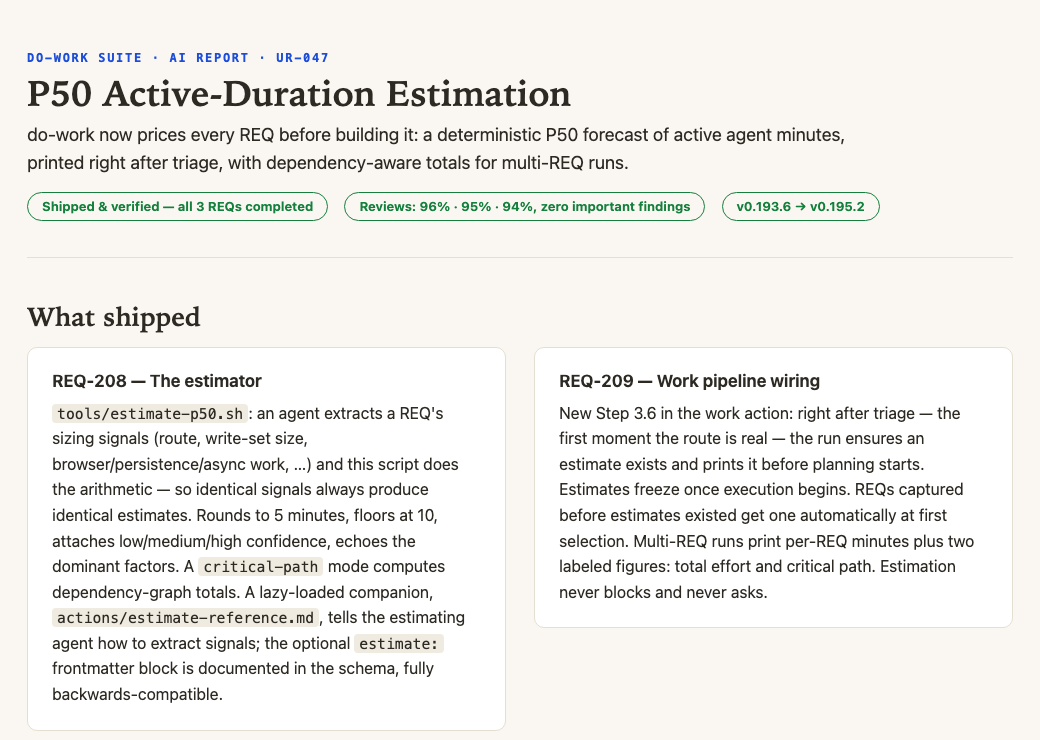 DO-WORK SUITE · AI REPORT · UR-047
P50 Active-Duration Estimation
do-work now prices every REQ before building it: a deterministic P50 forecast of active agent minutes,
printed right after triage, with dependency-aware totals for multi-REQ runs.
Shipped & verified — all 3 REQs completed
Reviews: 96% · 95% · 94%, zero important findings
v0.193.6 → v0.195.2
What shipped
REQ-208 — The estimator
tools/estimate-p50.sh: an agent extracts a REQ's
sizing signals (route, write-set size,
browser/persistence/async work, …) and this script does
the arithmetic — so identical signals always produce
identical estimates. Rounds to 5 minutes, floors at 10,
attaches low/medium/high confidence, echoes the
dominant factors. A critical-path mode computes
dependency-graph totals. A lazy-loaded companion,
actions/estimate-reference.md, tells the estimating
agent how to extract signals; the optional estimate:
frontmatter block is documented in the schema, fully
backwards-compatible.
REQ-209 — Work pipeline wiring
New Step 3.6 in the work action: right after triage — the
first moment the route is real — the run ensures an
estimate exists and prints it before planning starts.
Estimates freeze once execution begins. REQs captured
before estimates existed get one automatically at first
selection. Multi-REQ runs print per-REQ minutes plus two
labeled figures: total effort and critical path. Estimation
never blocks and never asks.